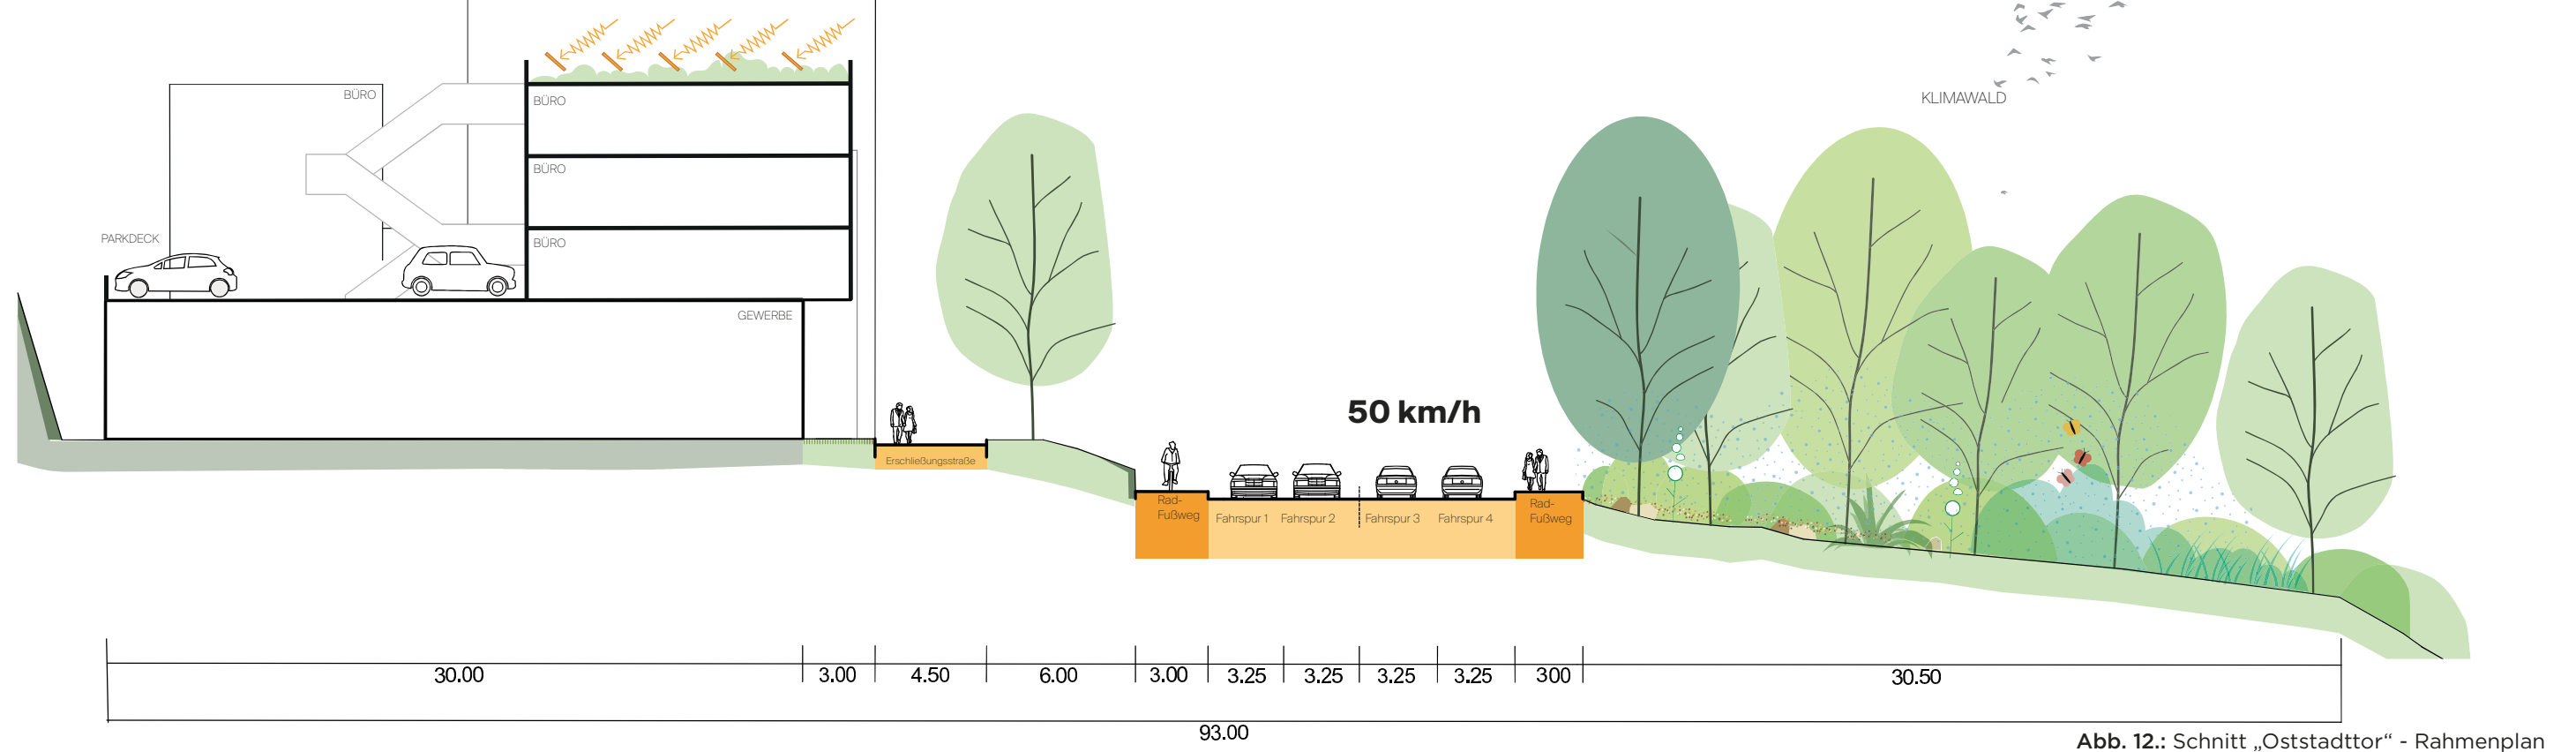 KLIMAWALD
BÜRO
BÜRO
BÜRO
BÜRO
PARKDECK
GEWERBE
50 km/h
Erschließungsstraße
Rad-
Fußweg
Fahrspur 1
Fahrspur 2
Fahrspur 3
Fahrspur 4
Rad-
Fußweg
30.00
3.00
4.50
6.00
3.00
3.25
3.25
3.25
3.25
300
30.50
93.00
Abb. 12.: Schnitt „Oststadttor“ - Rahmenplan